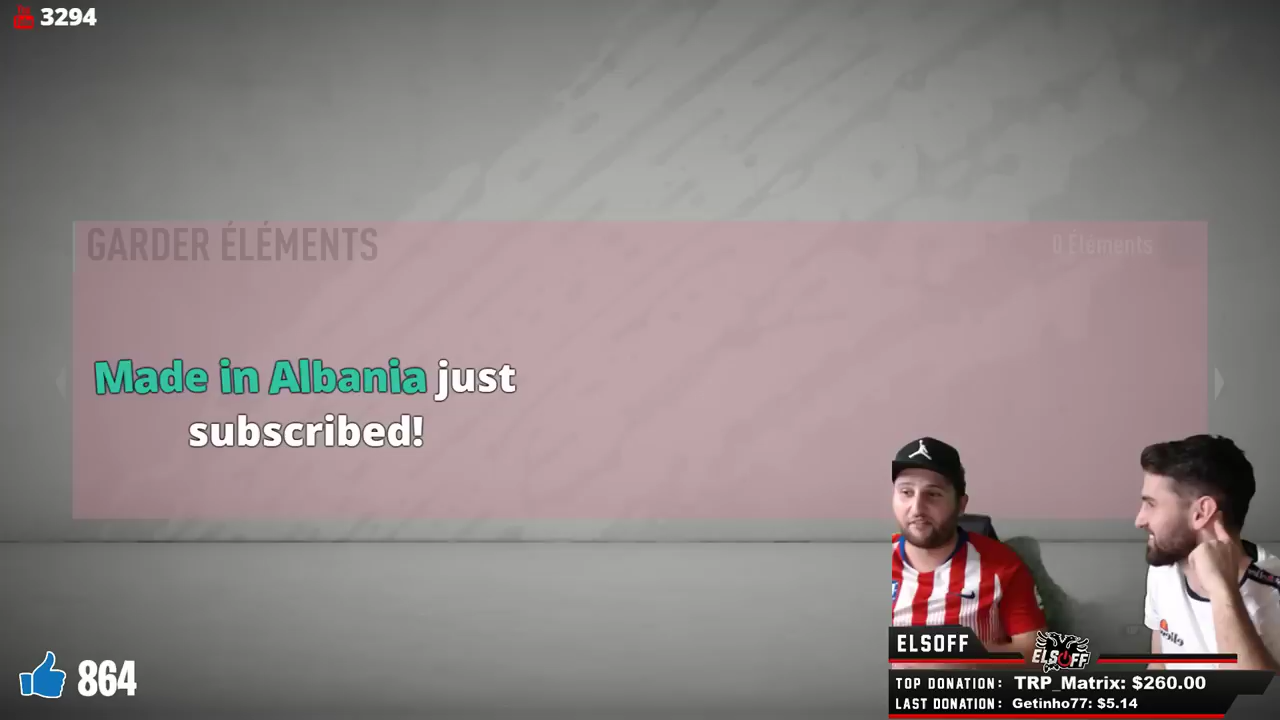 3294
GARDER ÉLÉMENTS
0 Éléments
Made in Albania just
subscribed!
864
ELSOFF
ELSOFF
TOP DONATION: TRP_Matrix: $260.00
LAST DONATION: Getinho77: $5.14